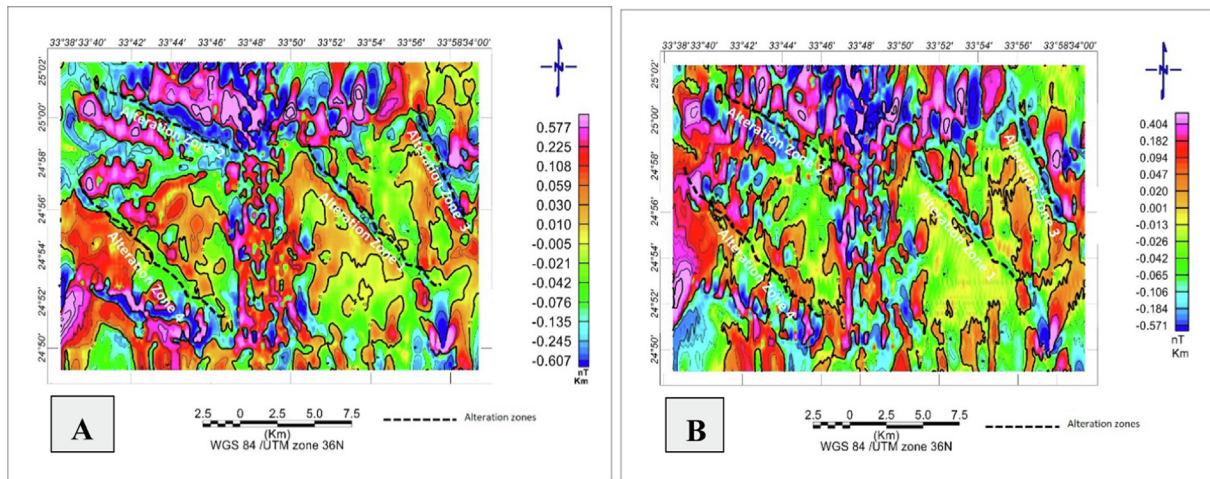 A
33°38'33°40' 33°42' 33°44' 33°46' 33°48' 33°50' 33°52' 33°54' 33°56' 33°58'34°00'
N
25°02'
25°00'
24°58'
24°56'
24°54'
24°52'
24°50'
Alteration Zone 2
Alteration Zone 3
Alteration Zone
Alteration Zone 4
0.577
0.225
0.108
0.059
0.030
0.010
-0.005
-0.021
-0.042
-0.076
-0.135
-0.245
-0.607
nT
Km
A
2.5 0 2.5 5.0 7.5
(Km)
WGS 84 /UTM zone 36N
Alteration zones
B
33°38'33°40' 33°42' 33°44' 33°46' 33°48' 33°50' 33°52' 33°54' 33°56' 33°58'34°00'
N
25°02'
25°00'
24°58'
24°56'
24°54'
24°52'
24°50'
Alteration Zone 2
Alteration Zone 3
Alteration Zone 3
Alteration Zone 4
0.404
0.182
0.094
0.047
0.020
0.001
-0.013
-0.026
-0.042
-0.065
-0.106
-0.184
-0.571
nT
Km
B
2.5 0 2.5 5.0 7.5
(Km)
WGS 84 /UTM zone 36N
Alteration zones